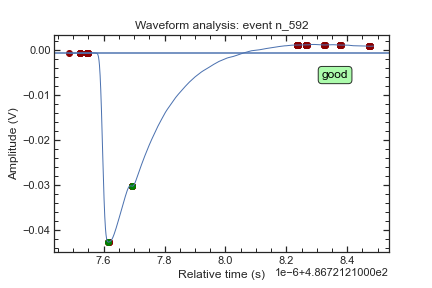 Waveform analysis: event n_592
0.00
−0.01
−0.02
−0.03
−0.04
Amplitude (V)
good
7.6 7.8 8.0 8.2 8.4
Relative time (s) 1e−6+4.8672121000e2